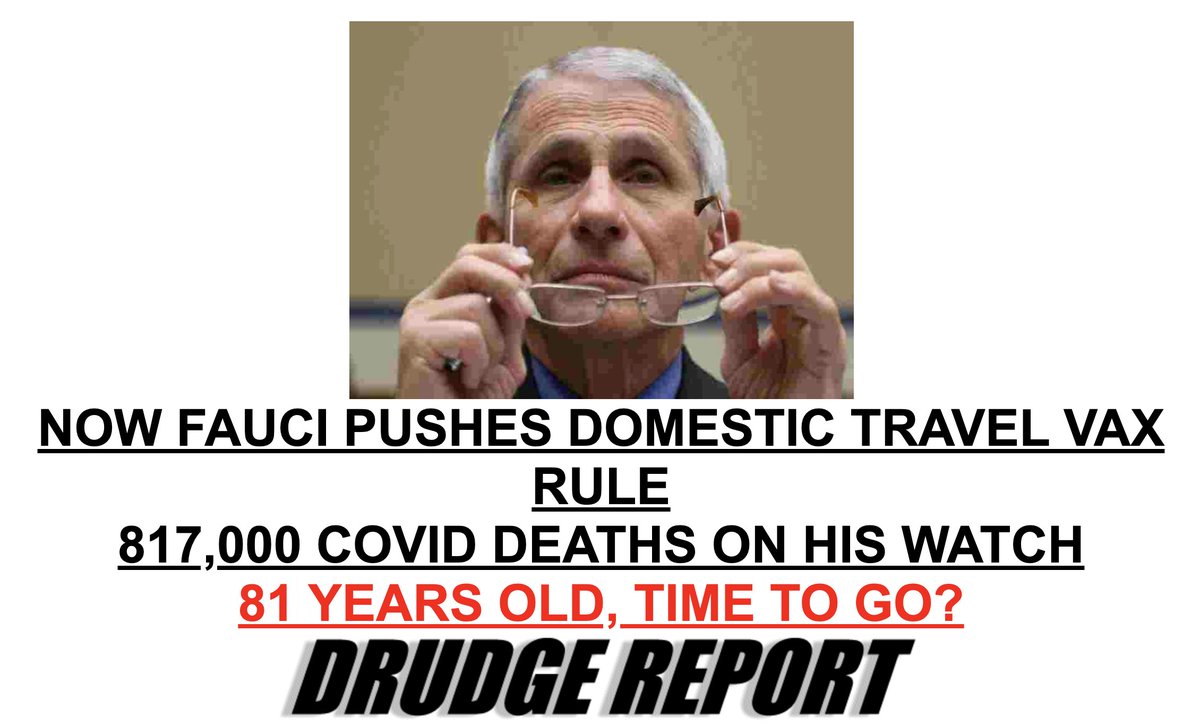 NOW FAUCI PUSHES DOMESTIC TRAVEL VAX
RULE
817,000 COVID DEATHS ON HIS WATCH
81 YEARS OLD, TIME TO GO?
DRUDGE REPORT